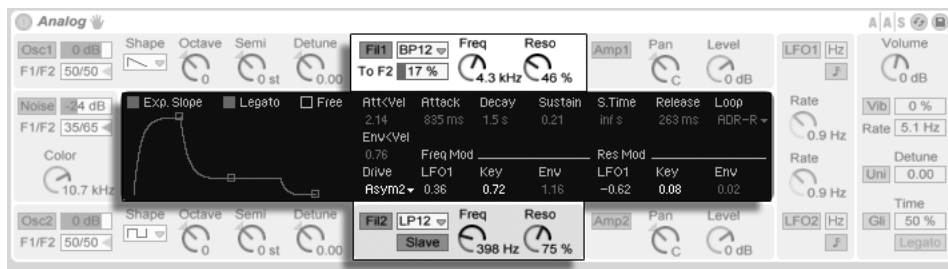 Analog A|A|S
Osc1 0 dB Shape Octave Semi Detune Fil1 BP12 Freq Reso Amp1 Pan Level LFO1 Hz Volume
F1/F2 50/50 0 0 st 0.00 To F2 17 % 4.3 kHz 46 % C 0 dB 0 dB
Noise -24 dB Exp. Slope Legato Free Att<Vel Attack Decay Sustain S.Time Release Loop Rate Vib 0 %
F1/F2 35/65 2.14 835 ms 1.5 s 0.21 inf s 263 ms ADR-R 0.9 Hz Rate 5.1 Hz
Env<Vel
Color 0.76 Freq Mod Res Mod Rate Detune
Drive LFO1 Key Env LFO1 Key Env Uni 0.00
10.7 kHz Asym2 0.36 0.72 1.16 -0.62 0.08 0.02 0.9 Hz
Time
Osc2 0 dB Shape Octave Semi Detune Fil2 LP12 Freq Reso Amp2 Pan Level LFO2 Hz Gli 50 %
F1/F2 50/50 0 0 st 0.00 Slave 398 Hz 75 % C 0 dB Legato